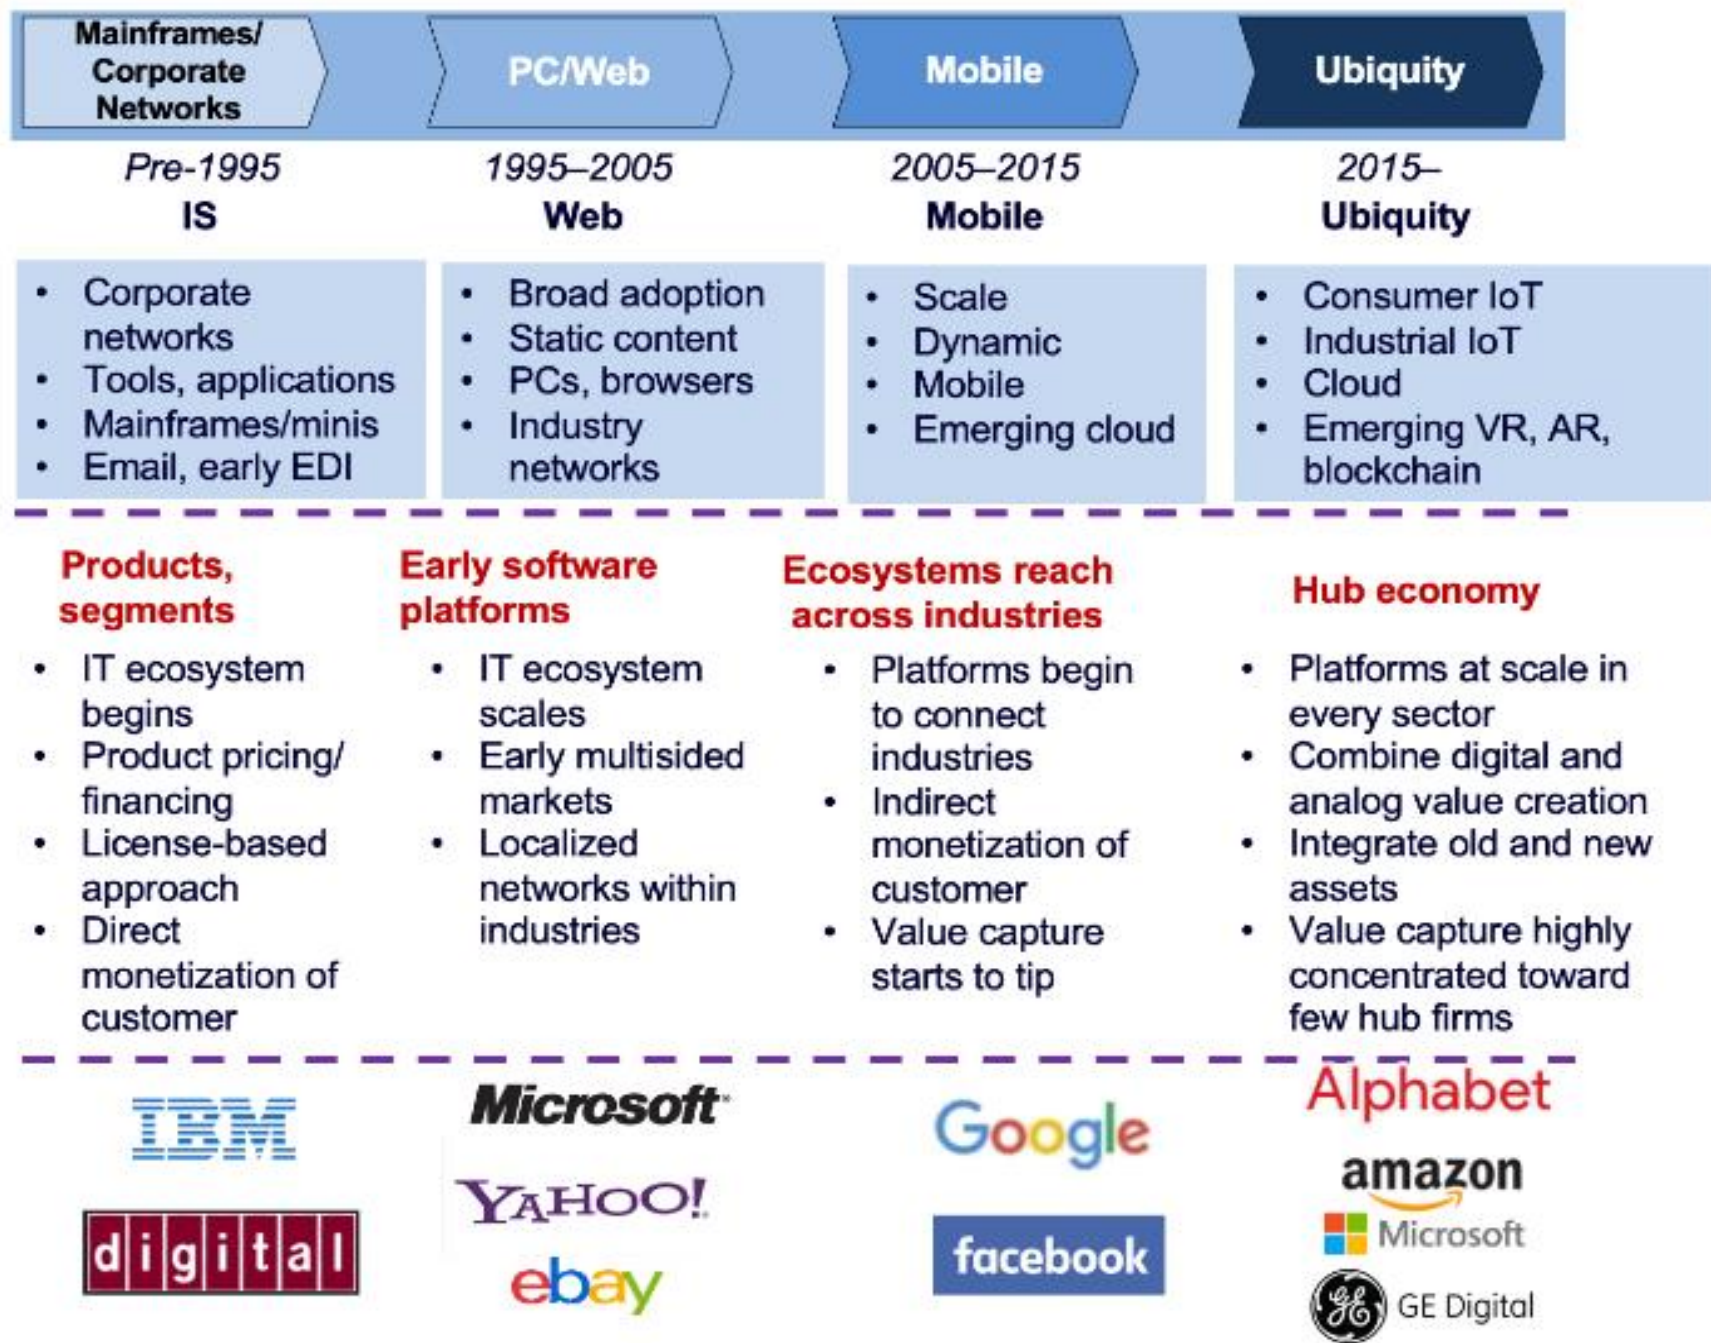 Mainframes/
Corporate
Networks
PC/Web
Mobile
Ubiquity
Pre-1995
1995–2005
2005–2015
2015–
IS
Web
Mobile
Ubiquity
• Corporate
networks
• Tools, applications
• Mainframes/minis
• Email, early EDI
• Broad adoption
• Static content
• PCs, browsers
• Industry
networks
• Scale
• Dynamic
• Mobile
• Emerging cloud
• Consumer IoT
• Industrial IoT
• Cloud
• Emerging VR, AR,
blockchain
Products,
segments
• IT ecosystem
begins
• Product pricing/
financing
• License-based
approach
• Direct
monetization of
customer
Early software
platforms
• IT ecosystem
scales
• Early multisided
markets
• Localized
networks within
industries
Ecosystems reach
across industries
• Platforms begin
to connect
industries
• Indirect
monetization of
customer
• Value capture
starts to tip
Hub economy
• Platforms at scale in
every sector
• Combine digital and
analog value creation
• Integrate old and new
assets
• Value capture highly
concentrated toward
few hub firms
IBM
digital
Microsoft
YAHOO!
ebay
Google
facebook
Alphabet
amazon
Microsoft
GE GE Digital